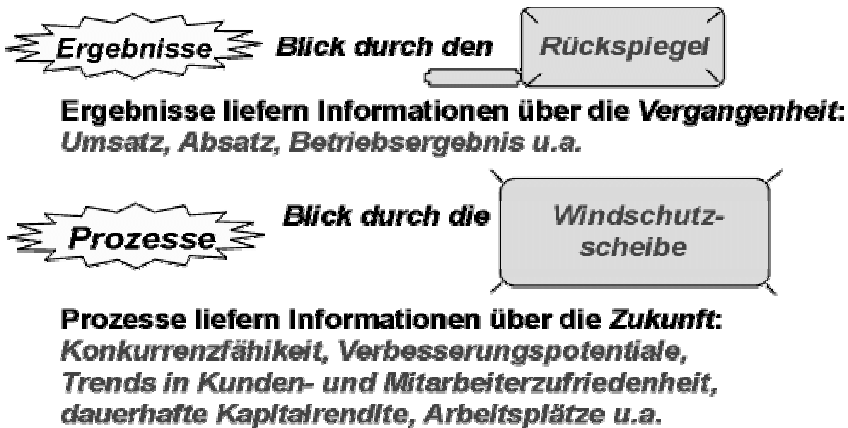 Ergebnisse Blick durch den Rückspiegel
Ergebnisse liefern Informationen über die Vergangenheit:
Umsatz, Absatz, Betriebsergebnis u.a.
Prozesse Blick durch die Windschutz-
scheibe
Prozesse liefern Informationen über die Zukunft:
Konkurrenzfähikeit, Verbesserungspotentiale,
Trends in Kunden- und Mitarbeiterzufriedenheit,
dauerhafte Kapitalrendite, Arbeitsplätze u.a.